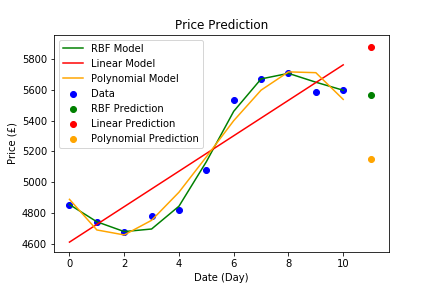 Price Prediction
RBF Model
Linear Model
Polynomial Model
Data
RBF Prediction
Linear Prediction
Polynomial Prediction
5800
5600
5400
5200
5000
4800
4600
Price (£)
0 2 4 6 8 10
Date (Day)